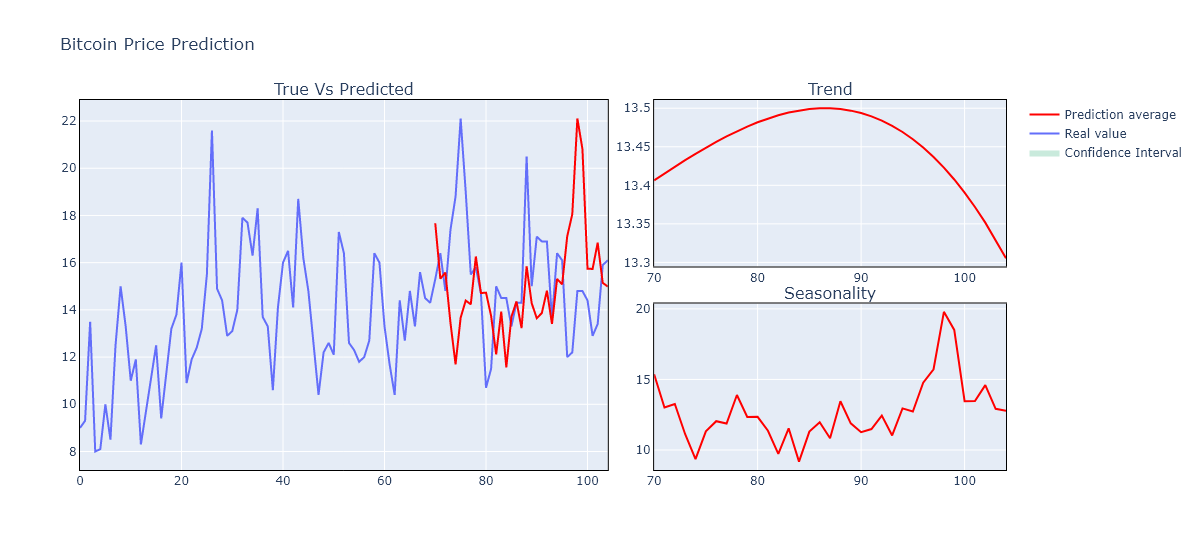 Bitcoin Price Prediction
True Vs Predicted
22
20
18
16
14
12
10
8
0 20 40 60 80 100
Trend
13.5
13.45
13.4
13.35
13.3
70 80 90 100
Seasonality
20
15
10
70 80 90 100
Prediction average
Real value
Confidence Interval